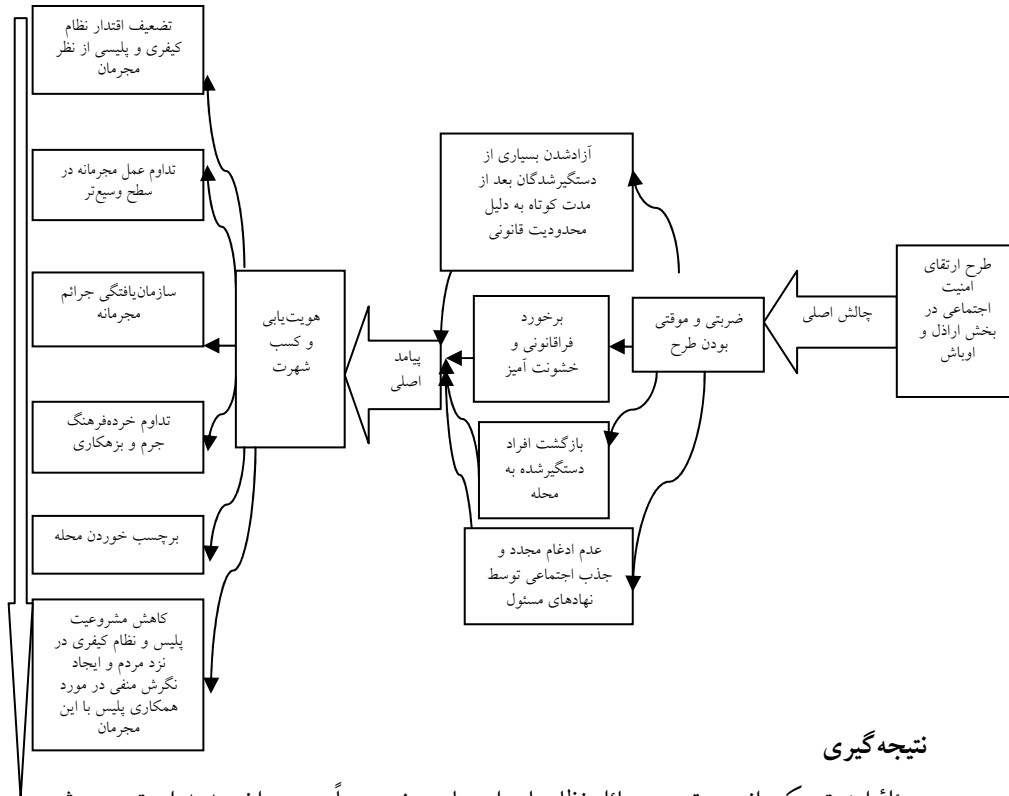 طرح ارتقای
امنیت
اجتماعی در
بخش اراذل و
اوباش
چالش اصلی
ضربتی و موقتی
بودن طرح
آزادشدن بسیاری از
دستگیرشدگان بعد از
مدت کوتاه به دلیل
محدودیت قانونی
برخورد
فراقانونی و
خشونت آمیز
بازگشت افراد
دستگیرشده به
محله
عدم ادغام مجدد و
جذب اجتماعی توسط
نهادهای مسئول
پیامد
اصلی
هویت‌یابی
و کسب
شهرت
تضعیف اقتدار نظام
کیفری و پلیسی از نظر
مجرمان
تداوم عمل مجرمانه در
سطح وسیع‌تر
سازمان‌یافتگی جرائم
مجرمانه
تداوم خرده‌فرهنگ
جرم و بزهکاری
برچسب خوردن محله
کاهش مشروعیت
پلیس و نظام کیفری در
نزد مردم و ایجاد
نگرش منفی در مورد
همکاری پلیس با این
مجرمان
نتیجه‌گیری